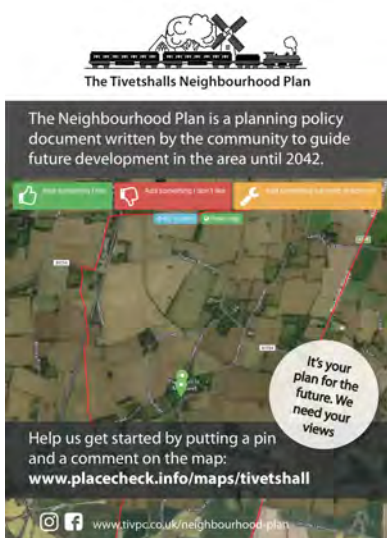 The Tivetshalls Neighbourhood Plan
The Neighbourhood Plan is a planning policy
document written by the community to guide
future development in the area until 2042.
Add something I like
Add something I don't like
Add something
It's your
plan for the
future. We
need your
views
Help us get started by putting a pin
and a comment on the map:
www.placecheck.info/maps/tivetshall
www.tivpc.co.uk/neighbourhood-plan